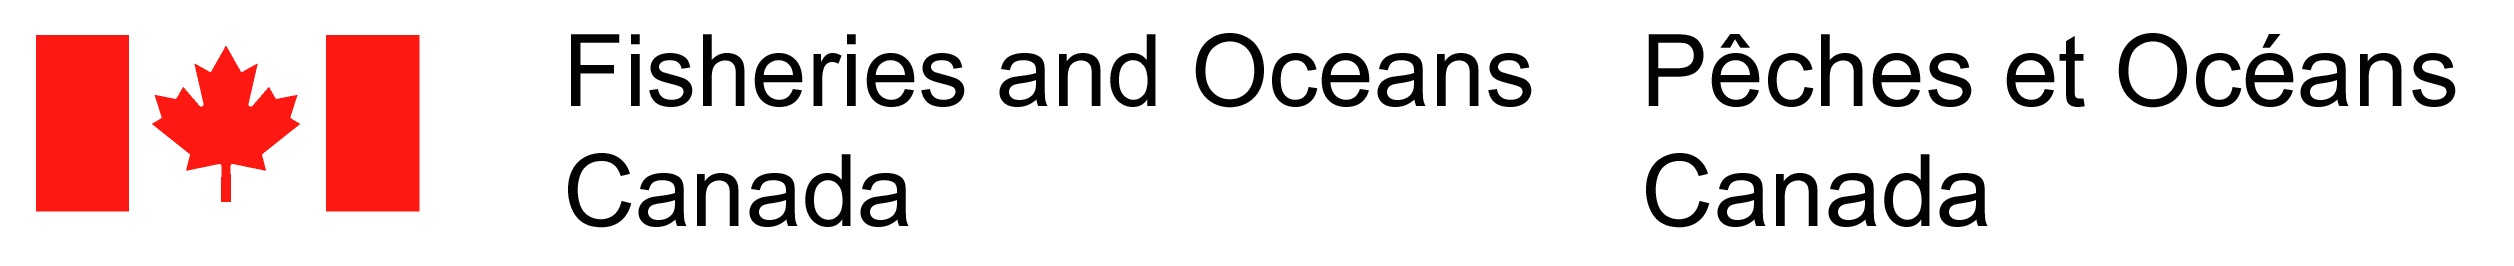 Fisheries and Oceans
Canada
Pêches et Océans
Canada